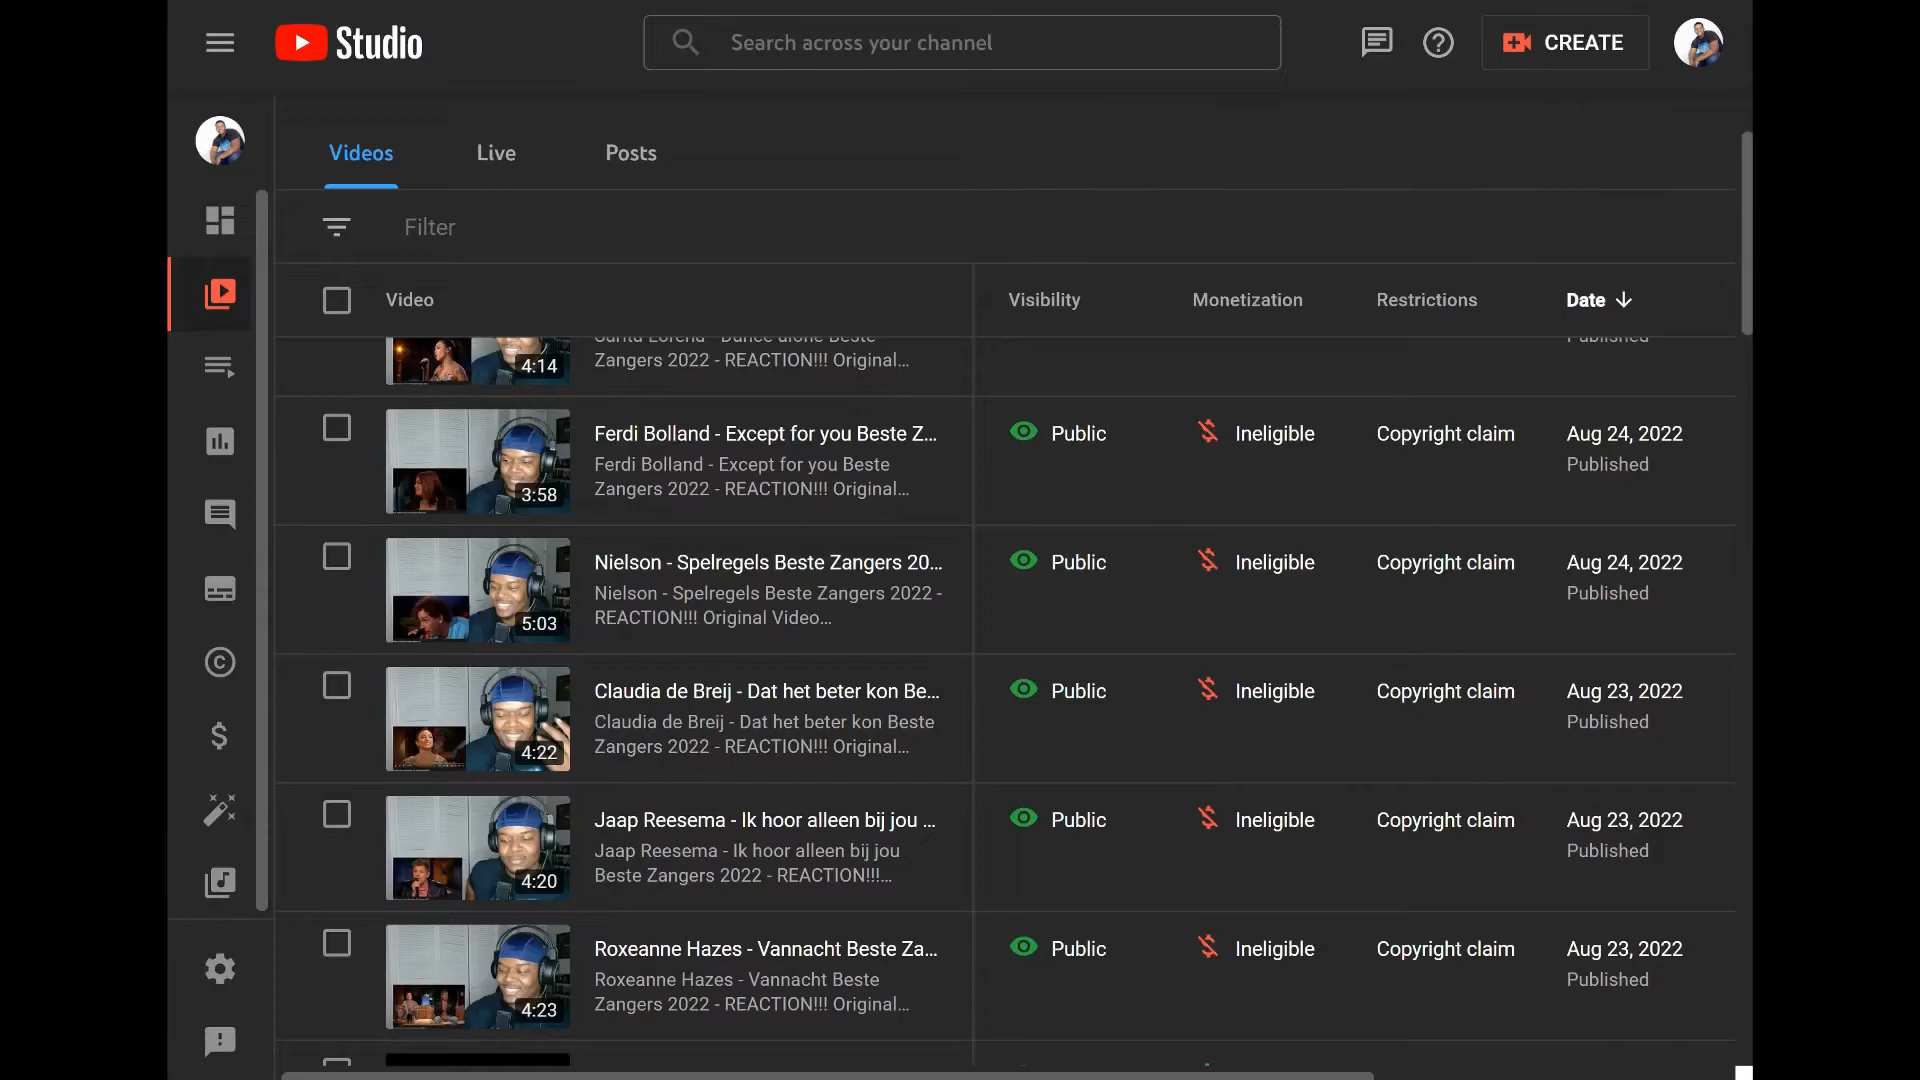 Studio
Search across your channel
CREATE
Videos
Live
Posts
Filter
Video
Visibility
Monetization
Restrictions
Date
Santa Lorena - Dance alone Beste
Zangers 2022 - REACTION!!! Original...
4:14
Published
Ferdi Bolland - Except for you Beste Z...
Ferdi Bolland - Except for you Beste
Zangers 2022 - REACTION!!! Original...
3:58
Public
Ineligible
Copyright claim
Aug 24, 2022
Published
Nielson - Spelregels Beste Zangers 20...
Nielson - Spelregels Beste Zangers 2022 -
REACTION!!! Original Video...
5:03
Public
Ineligible
Copyright claim
Aug 24, 2022
Published
Claudia de Breij - Dat het beter kon Be...
Claudia de Breij - Dat het beter kon Beste
Zangers 2022 - REACTION!!! Original...
4:22
Public
Ineligible
Copyright claim
Aug 23, 2022
Published
Jaap Reesema - Ik hoor alleen bij jou ...
Jaap Reesema - Ik hoor alleen bij jou
Beste Zangers 2022 - REACTION!!!...
4:20
Public
Ineligible
Copyright claim
Aug 23, 2022
Published
Roxeanne Hazes - Vannacht Beste Za...
Roxeanne Hazes - Vannacht Beste
Zangers 2022 - REACTION!!! Original...
4:23
Public
Ineligible
Copyright claim
Aug 23, 2022
Published